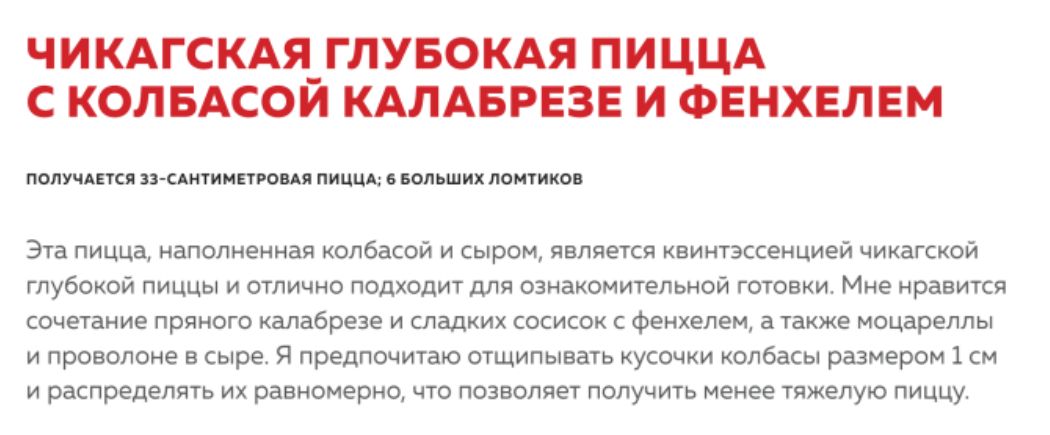 ЧИКАГСКАЯ ГЛУБОКАЯ ПИЦЦА
С КОЛБАСОЙ КАЛАБРЕЗЕ И ФЕНХЕЛЕМ
ПОЛУЧАЕТСЯ 33-САНТИМЕТРОВАЯ ПИЦЦА; 6 БОЛЬШИХ ЛОМТИКОВ
Эта пицца, наполненная колбасой и сыром, является квинтэссенцией чикагской
глубокой пиццы и отлично подходит для ознакомительной готовки. Мне нравится
сочетание пряного калабрезе и сладких сосисок с фенхелем, а также моцареллы
и проволоне в сыре. Я предпочитаю отщипывать кусочки колбасы размером 1 см
и распределять их равномерно, что позволяет получить менее тяжелую пиццу.